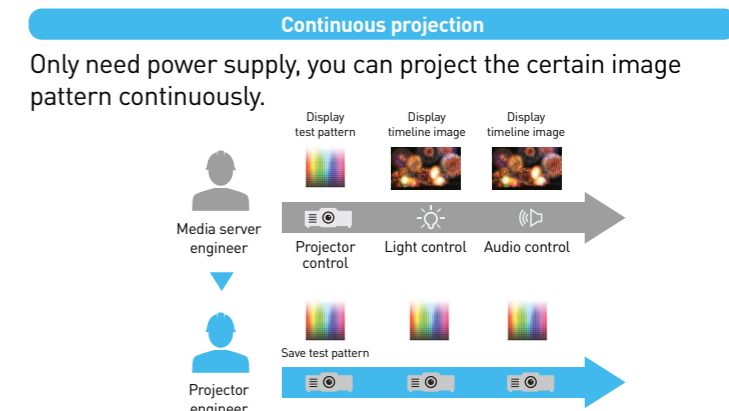 Continuous projection
Only need power supply, you can project the certain image
pattern continuously.
Display
test pattern
Display
timeline image
Display
timeline image
Media server
engineer
Projector
control
Light control
Audio control
Save test pattern
Projector
engineer